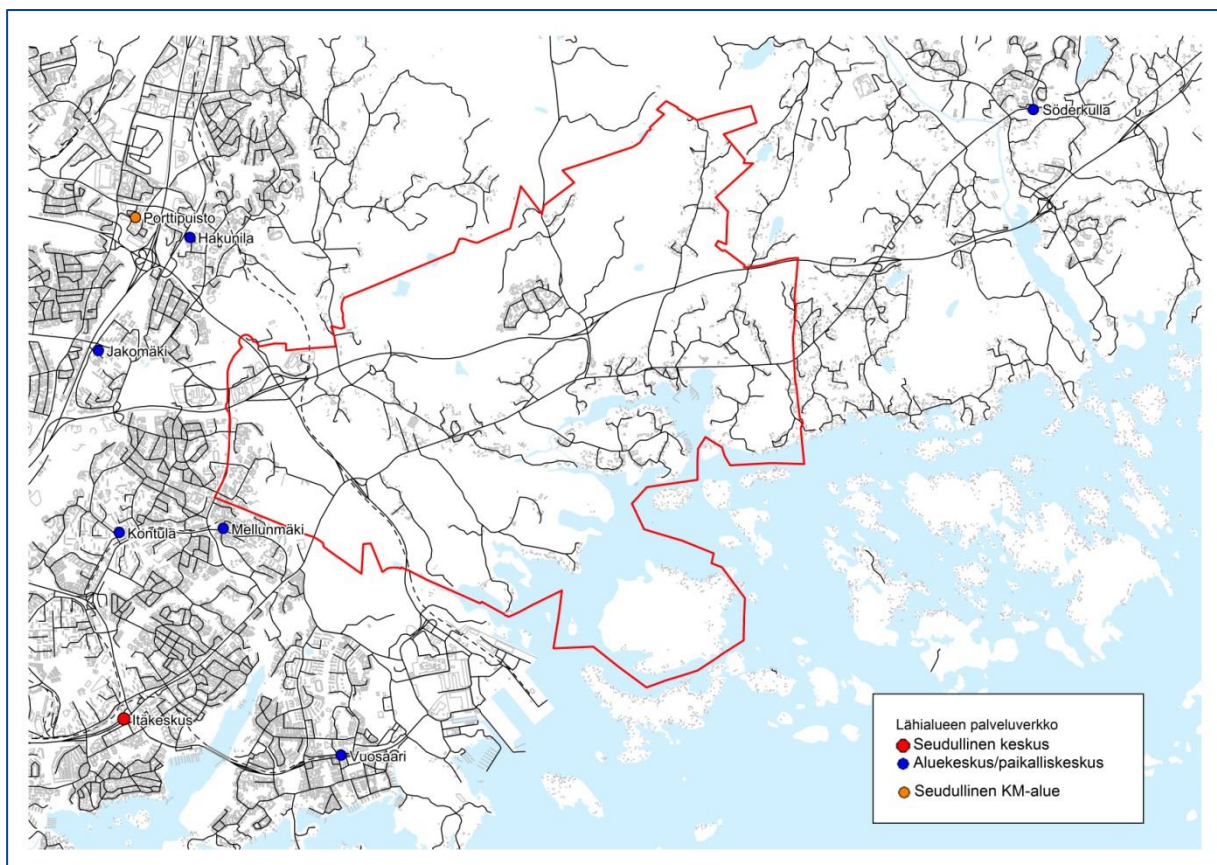 Söderkulla
Porttipuisto
Hakunila
Jakomäki
Kontula
Mellunmäki
Itäkeskus
Vuosaari
Lähialueen palveluverkko
Seudullinen keskus
Aluekeskus/paikalliskeskus
Seudullinen KM-alue